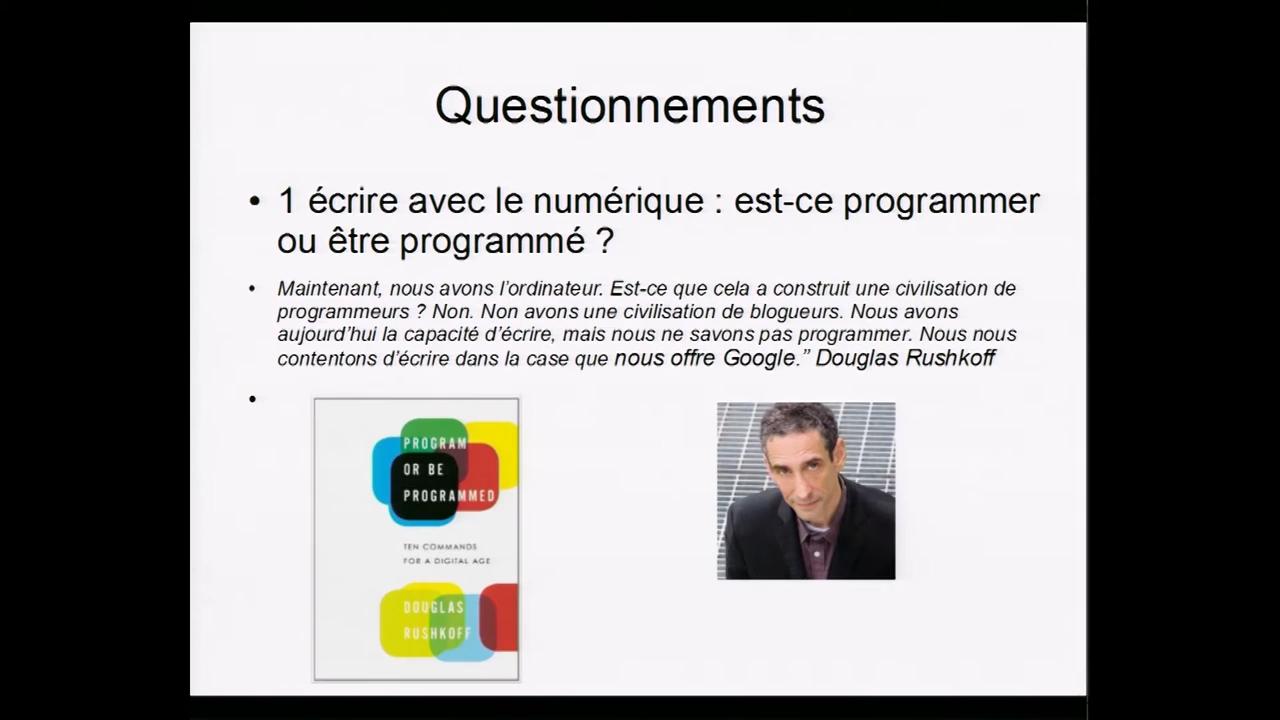 Questionnements
• 1 écrire avec le numérique : est-ce programmer
ou être programmé ?
• Maintenant, nous avons l'ordinateur. Est-ce que cela a construit une civilisation de
programmeurs ? Non. Non avons une civilisation de blogueurs. Nous avons
aujourd'hui la capacité d'écrire, mais nous ne savons pas programmer. Nous nous
contentons d'écrire dans la case que nous offre Google.” Douglas Rushkoff
•
PROGRAM
OR BE
PROGRAMMED
TEN COMMANDS
FOR A DIGITAL AGE
DOUGLAS
RUSHKOFF